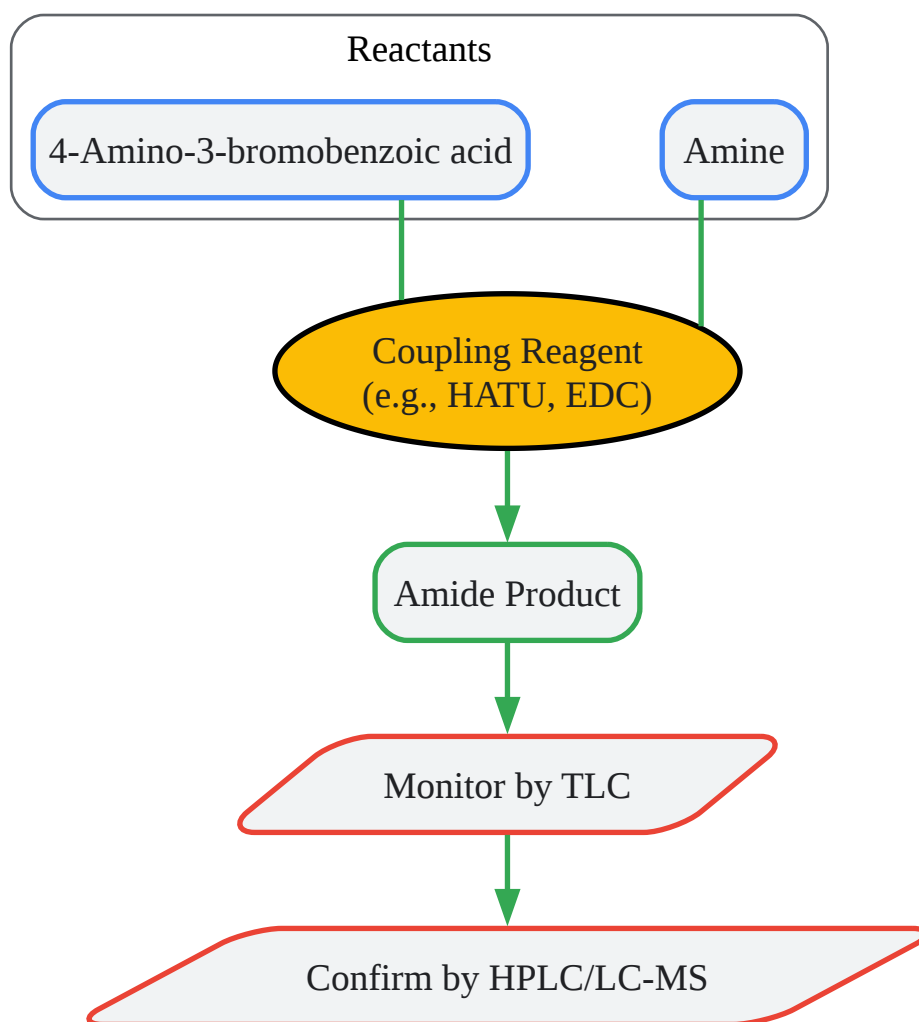 Reactants
4-Amino-3-bromobenzoic acid
Amine
Coupling Reagent
(e.g., HATU, EDC)
Amide Product
Monitor by TLC
Confirm by HPLC/LC-MS